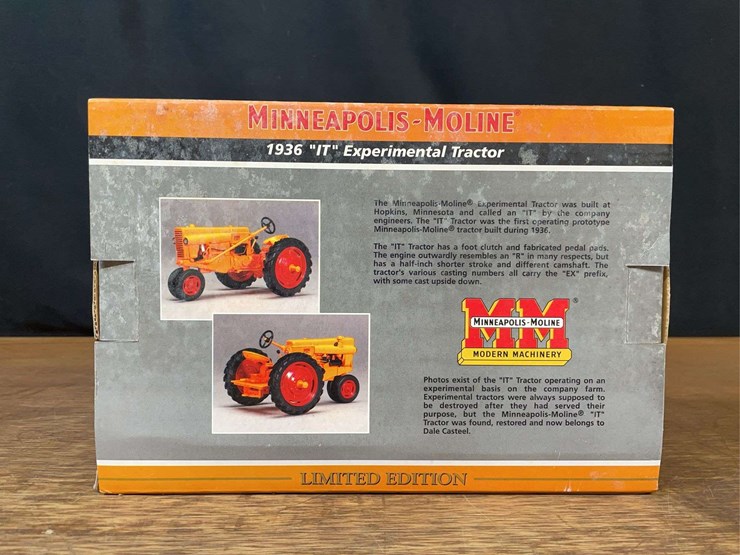 MINNEAPOLIS-MOLINE®
1936 "IT" Experimental Tractor
The Minneapolis-Moline® Experimental Tractor was built at
Hopkins, Minnesota and called an "IT" by the company
engineers. The "IT" Tractor was the first operating prototype
Minneapolis-Moline® tractor built during 1936.
The "IT" Tractor has a foot clutch and fabricated pedal pads.
The engine outwardly resembles an "R" in many respects, but
has a half-inch shorter stroke and different camshaft. The
tractor's various casting numbers all carry the "EX" prefix,
with some cast upside down.
MM®
MINNEAPOLIS-MOLINE
MODERN MACHINERY
Photos exist of the "IT" Tractor operating on an
experimental basis on the company farm.
Experimental tractors were always supposed to
be destroyed after they had served their
purpose, but the Minneapolis-Moline® "IT"
Tractor was found, restored and now belongs to
Dale Casteel.
LIMITED EDITION